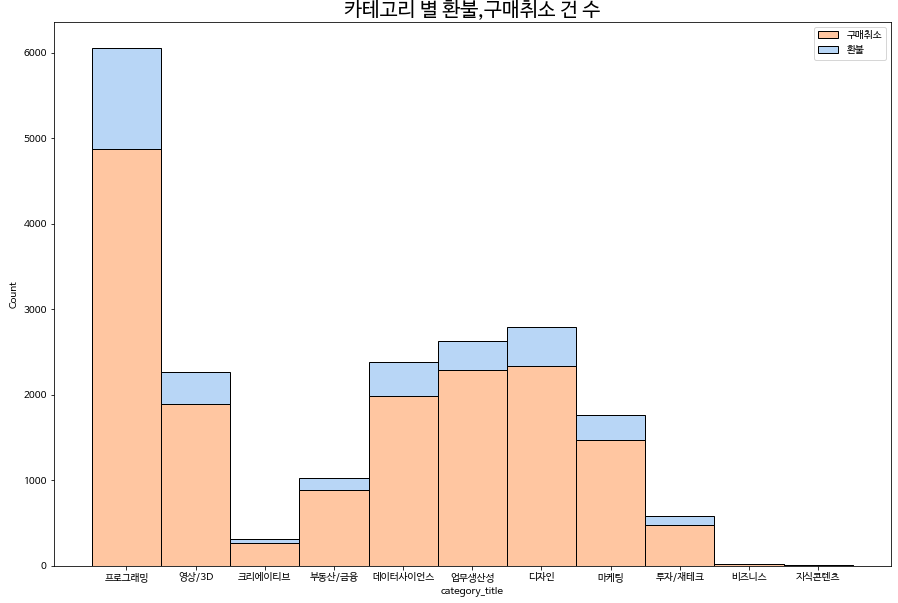 카테고리 별 환불,구매취소 건 수
구매취소
환불
6000
5000
4000
3000
2000
1000
0
Count
프로그래밍 영상/3D 크리에이티브 부동산/금융 데이터사이언스 업무생산성 디자인 마케팅 투자/재테크 비즈니스 지식콘텐츠
category_title